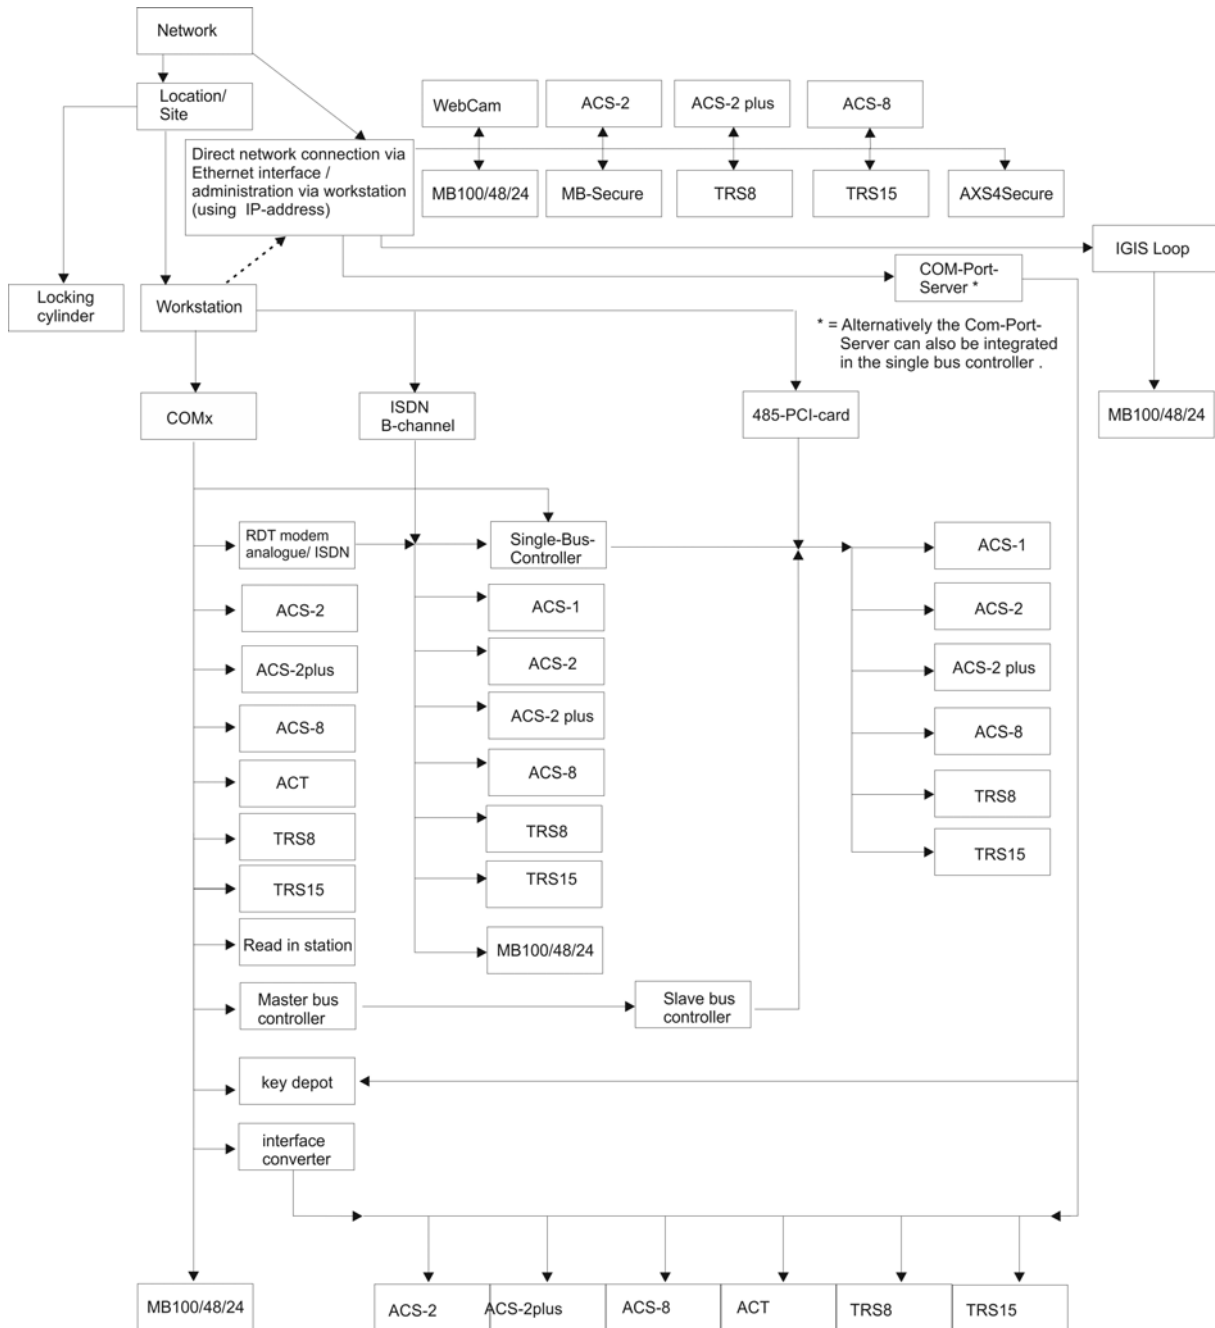 Network
Location/
Site
WebCam
ACS-2
ACS-2 plus
ACS-8
Direct network connection via
Ethernet interface /
administration via workstation
(using IP-address)
MB100/48/24
MB-Secure
TRS8
TRS15
AXS4Secure
IGIS Loop
COM-Port-
Server *
Locking
cylinder
Workstation
* = Alternatively the Com-Port-
Server can also be integrated
in the single bus controller .
COMx
ISDN
B-channel
485-PCI-card
MB100/48/24
RDT modem
analogue/ ISDN
Single-Bus-
Controller
ACS-1
ACS-2
ACS-1
ACS-2
ACS-2plus
ACS-2
ACS-2 plus
ACS-8
ACS-2 plus
ACS-8
ACT
ACS-8
TRS8
TRS8
TRS8
TRS15
TRS15
TRS15
Read in station
MB100/48/24
Master bus
controller
Slave bus
controller
key depot
interface
converter
MB100/48/24
ACS-2
ACS-2plus
ACS-8
ACT
TRS8
TRS15